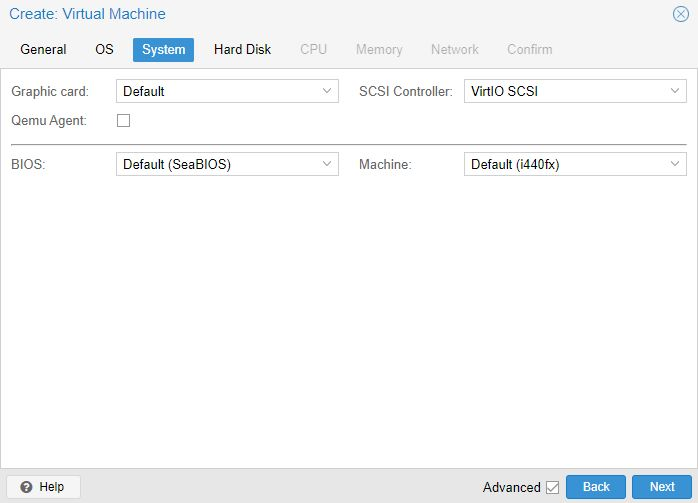 Create: Virtual Machine
General OS System Hard Disk CPU Memory Network Confirm
Graphic card: Default SCSI Controller: VirtIO SCSI
Qemu Agent:
BIOS: Default (SeaBIOS) Machine: Default (i440fx)
Help Advanced Back Next